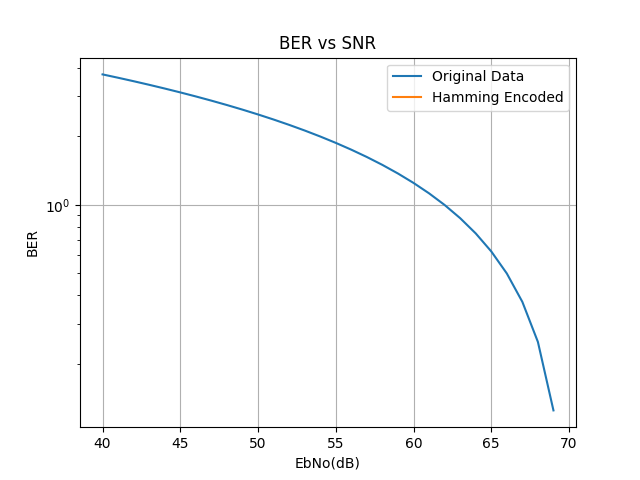 BER vs SNR
Original Data
Hamming Encoded
10⁰
BER
40 45 50 55 60 65 70
EbNo(dB)